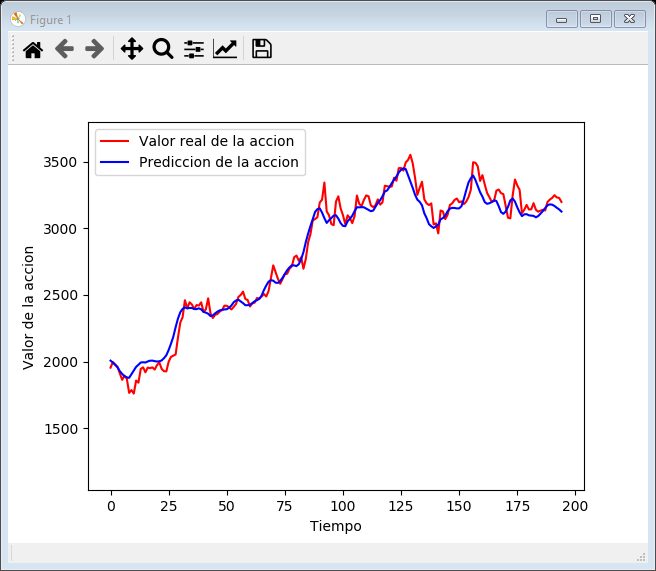 Figure 1
Valor real de la accion
Prediccion de la accion
3500
3000
2500
2000
1500
Valor de la accion
0 25 50 75 100 125 150 175 200
Tiempo